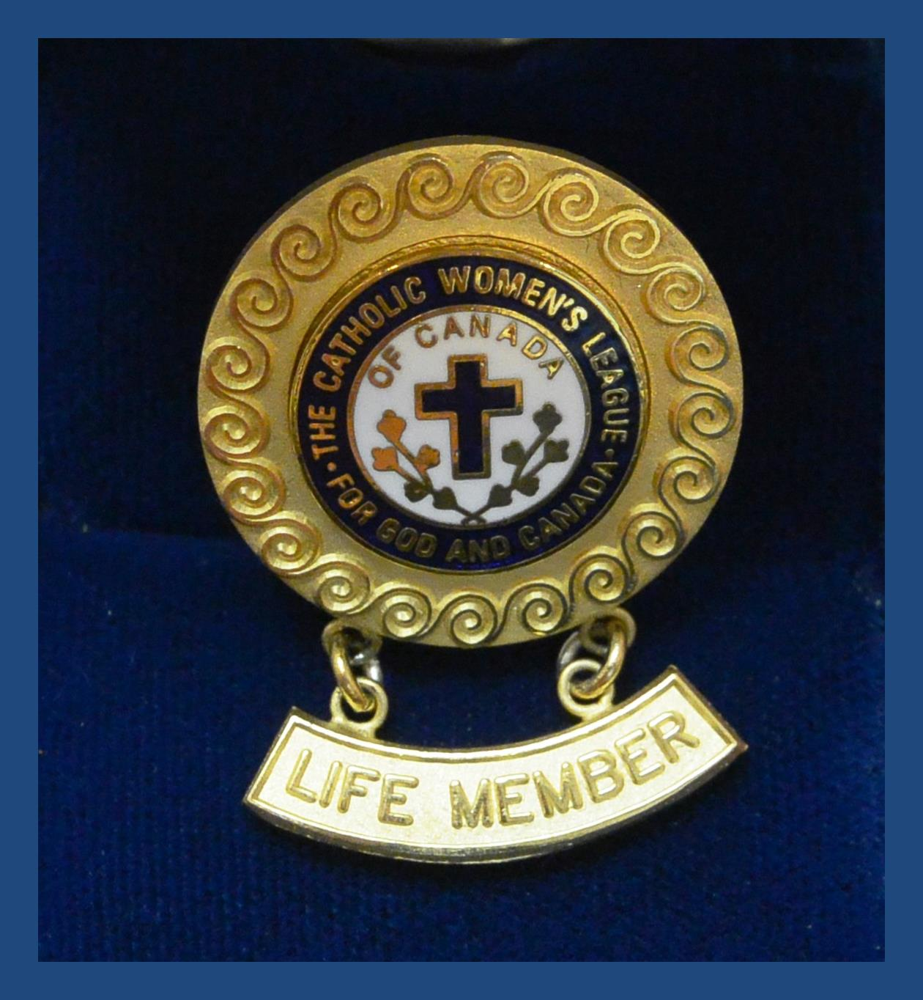 THE CATHOLIC WOMEN'S LEAGUE
OF CANADA
· FOR GOD AND CANADA ·
LIFE MEMBER